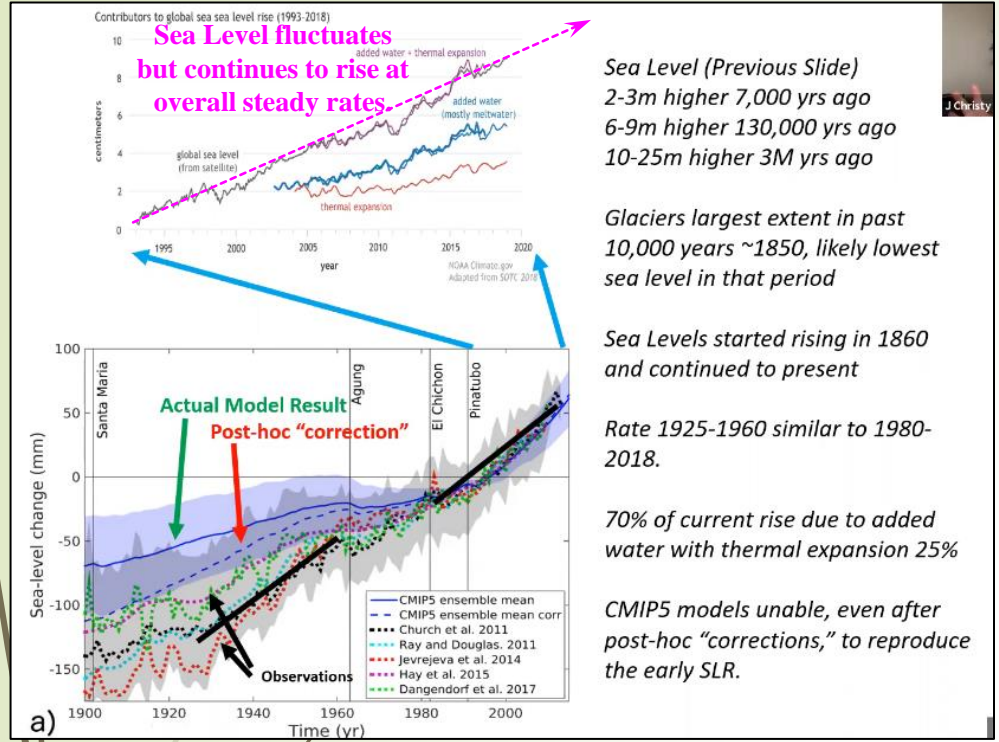 Contributors to global sea sea level rise (1993-2018)
Sea Level fluctuates
but continues to rise at
overall steady rates.
10
8
6
4
2
0
centimeters
added water + thermal expansion
added water
(mostly meltwater)
global sea level
(from satellite)
thermal expansion
1995
2000
2005
2010
2015
2020
year
NOAA Climate.gov
Adapted from SOTC 2018
J Christy
Sea Level (Previous Slide)
2-3m higher 7,000 yrs ago
6-9m higher 130,000 yrs ago
10-25m higher 3M yrs ago
Glaciers largest extent in past
10,000 years ~1850, likely lowest
sea level in that period
Sea Levels started rising in 1860
and continued to present
Rate 1925-1960 similar to 1980-
2018.
70% of current rise due to added
water with thermal expansion 25%
CMIP5 models unable, even after
post-hoc “corrections,” to reproduce
the early SLR.
100
50
0
-50
-100
-150
Sea-level change (mm)
Santa Maria
Agung
El Chichon
Pinatubo
Actual Model Result
Post-hoc “correction”
Observations
CMIP5 ensemble mean
CMIP5 ensemble mean corr
Church et al. 2011
Ray and Douglas. 2011
Jevrejeva et al. 2014
Hay et al. 2015
Dangendorf et al. 2017
1900
1920
1940
1960
1980
2000
Time (yr)
a)